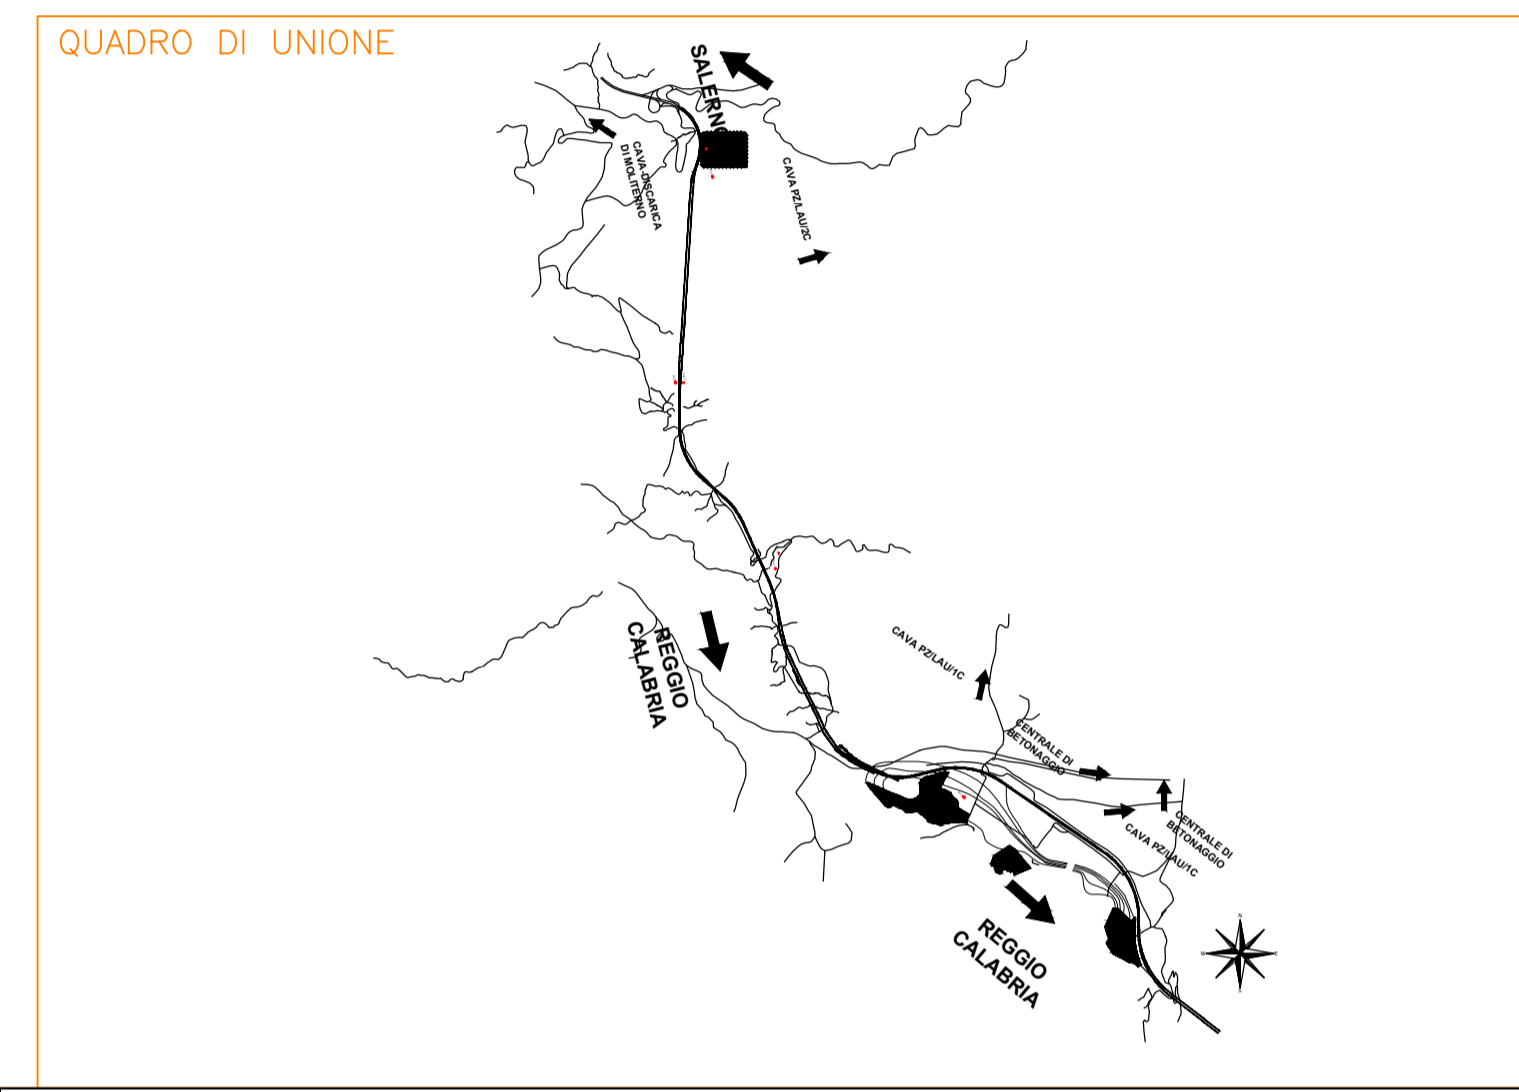 QUADRO DI UNIONE
SALERNO
CAVA-DISCARICA
DI MOLITERNO
CAVA PZ/LAU/2C
REGGIO
CALABRIA
CAVA PZ/LAU/1C
CENTRALE DI
BETONAGGIO
CENTRALE DI
BETONAGGIO
CAVA PZ/LAU/1C
REGGIO
CALABRIA
N
W
E
S